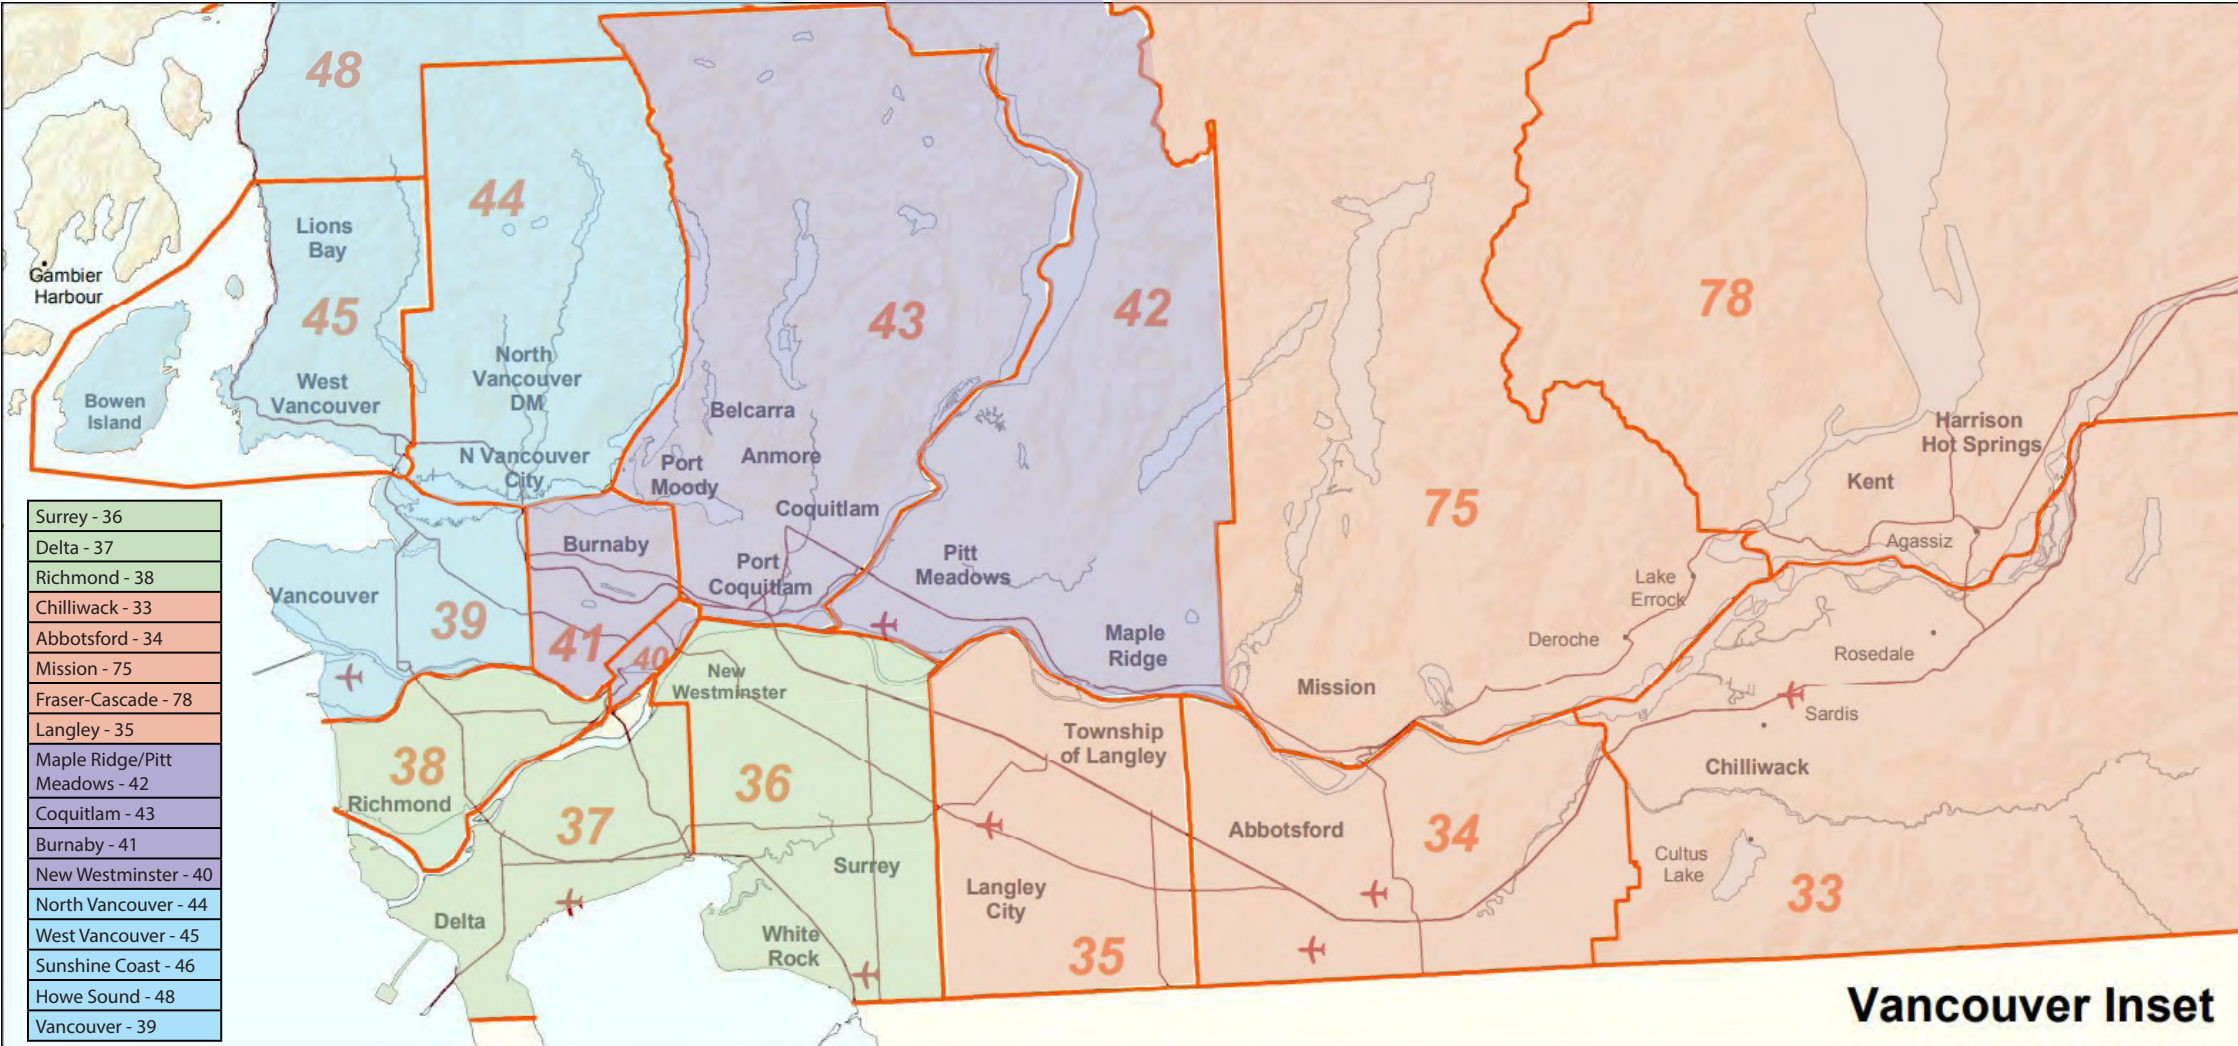 48
44
Lions
Bay
Gambier
Harbour
45
43
42
78
North
Vancouver
DM
West
Vancouver
Bowen
Island
Belcarra
Anmore
Harrison
Hot Springs
N Vancouver
City
Port
Moody
Kent
Coquitlam
75
Burnaby
Port
Coquitlam
Pitt
Meadows
Agassiz
Lake
Errock
Vancouver
39
41
40
Maple
Ridge
Deroche
Rosedale
New
Westminster
Mission
Sardis
Township
of Langley
38
Richmond
36
37
Chilliwack
Abbotsford
34
Surrey
Cultus
Lake
33
Langley
City
Delta
White
Rock
35
Surrey - 36
Delta - 37
Richmond - 38
Chilliwack - 33
Abbotsford - 34
Mission - 75
Fraser-Cascade - 78
Langley - 35
Maple Ridge/Pitt
Meadows - 42
Coquitlam - 43
Burnaby - 41
New Westminster - 40
North Vancouver - 44
West Vancouver - 45
Sunshine Coast - 46
Howe Sound - 48
Vancouver - 39
Vancouver Inset